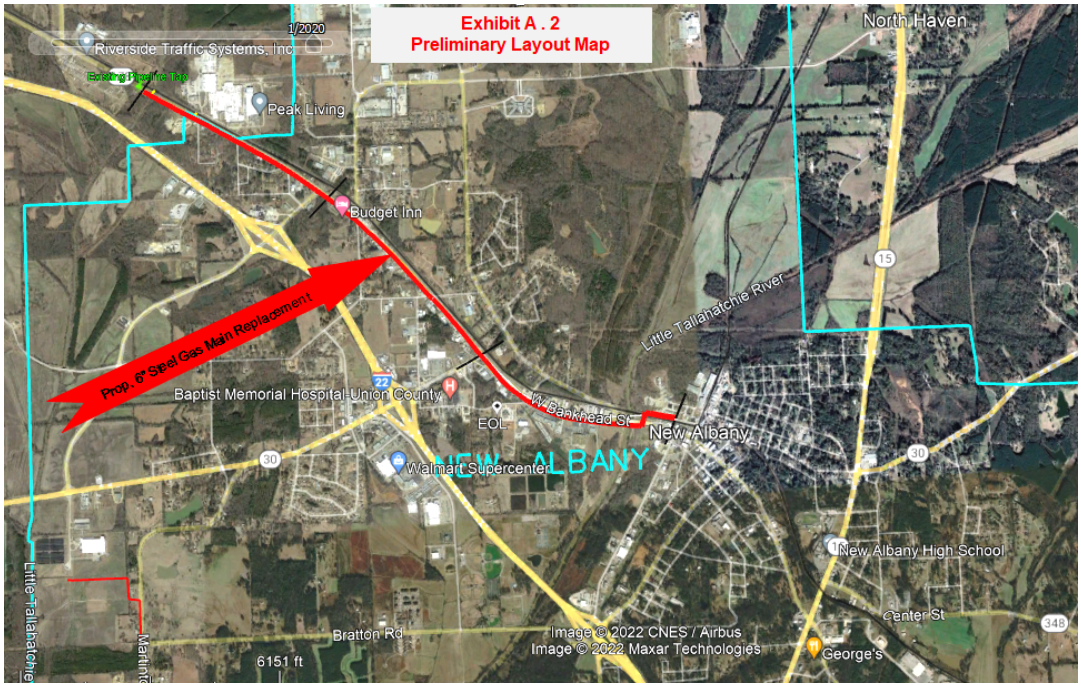 Exhibit A . 2
Preliminary Layout Map
1/2020
North Haven
Riverside Traffic Systems, Inc
Existing Pipeline Tap
Peak Living
Budget Inn
15
Little Tallahatchie River
Prop. 6" Steel Gas Main Replacement
22
Baptist Memorial Hospital-Union County
H
W Bankhead St
EOL
New Albany
30
30
NEW ALBANY
Walmart Supercenter
New Albany High School
Little Tallahatchie
Center St
348
Bratton Rd
Image © 2022 CNES / Airbus
Image © 2022 Maxar Technologies
George's
6151 ft